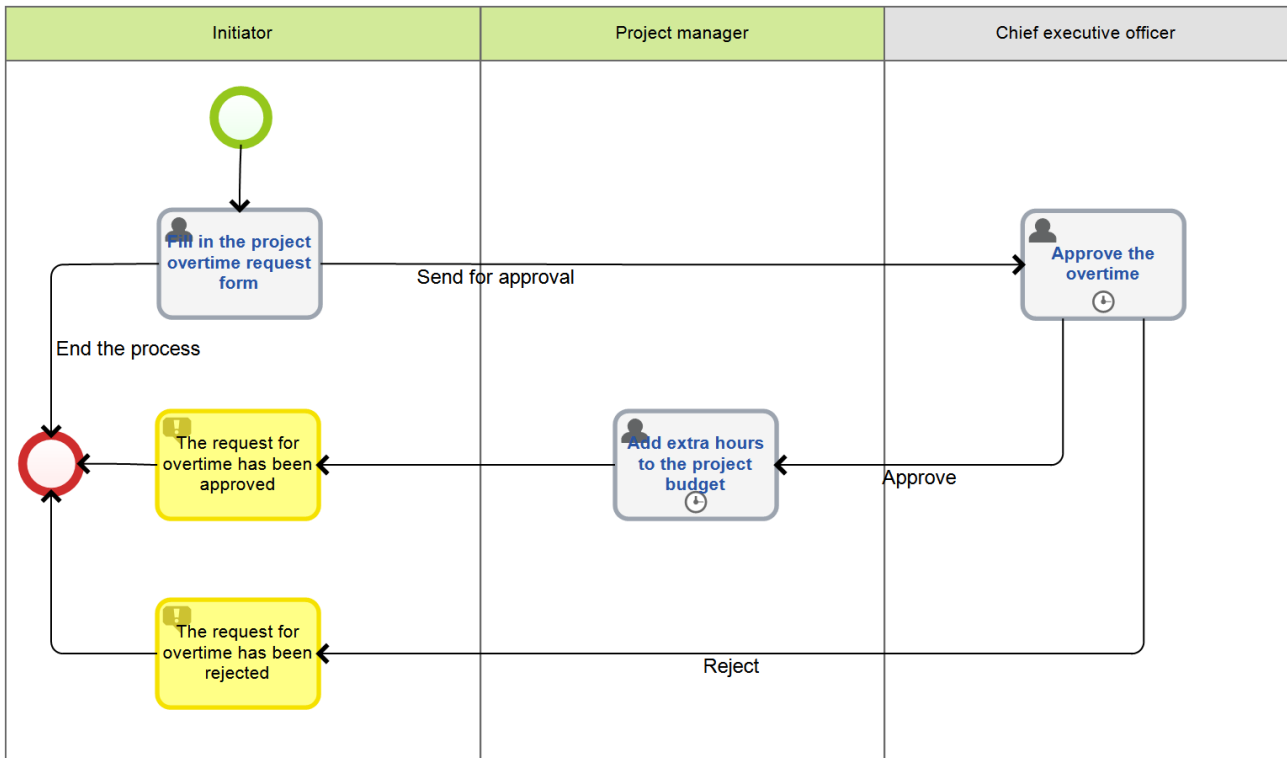 Initiator
Project manager
Chief executive officer
Fill in the project
overtime request
form
Send for approval
Approve the
overtime
End the process
The request for
overtime has been
approved
Add extra hours
to the project
budget
Approve
The request for
overtime has been
rejected
Reject